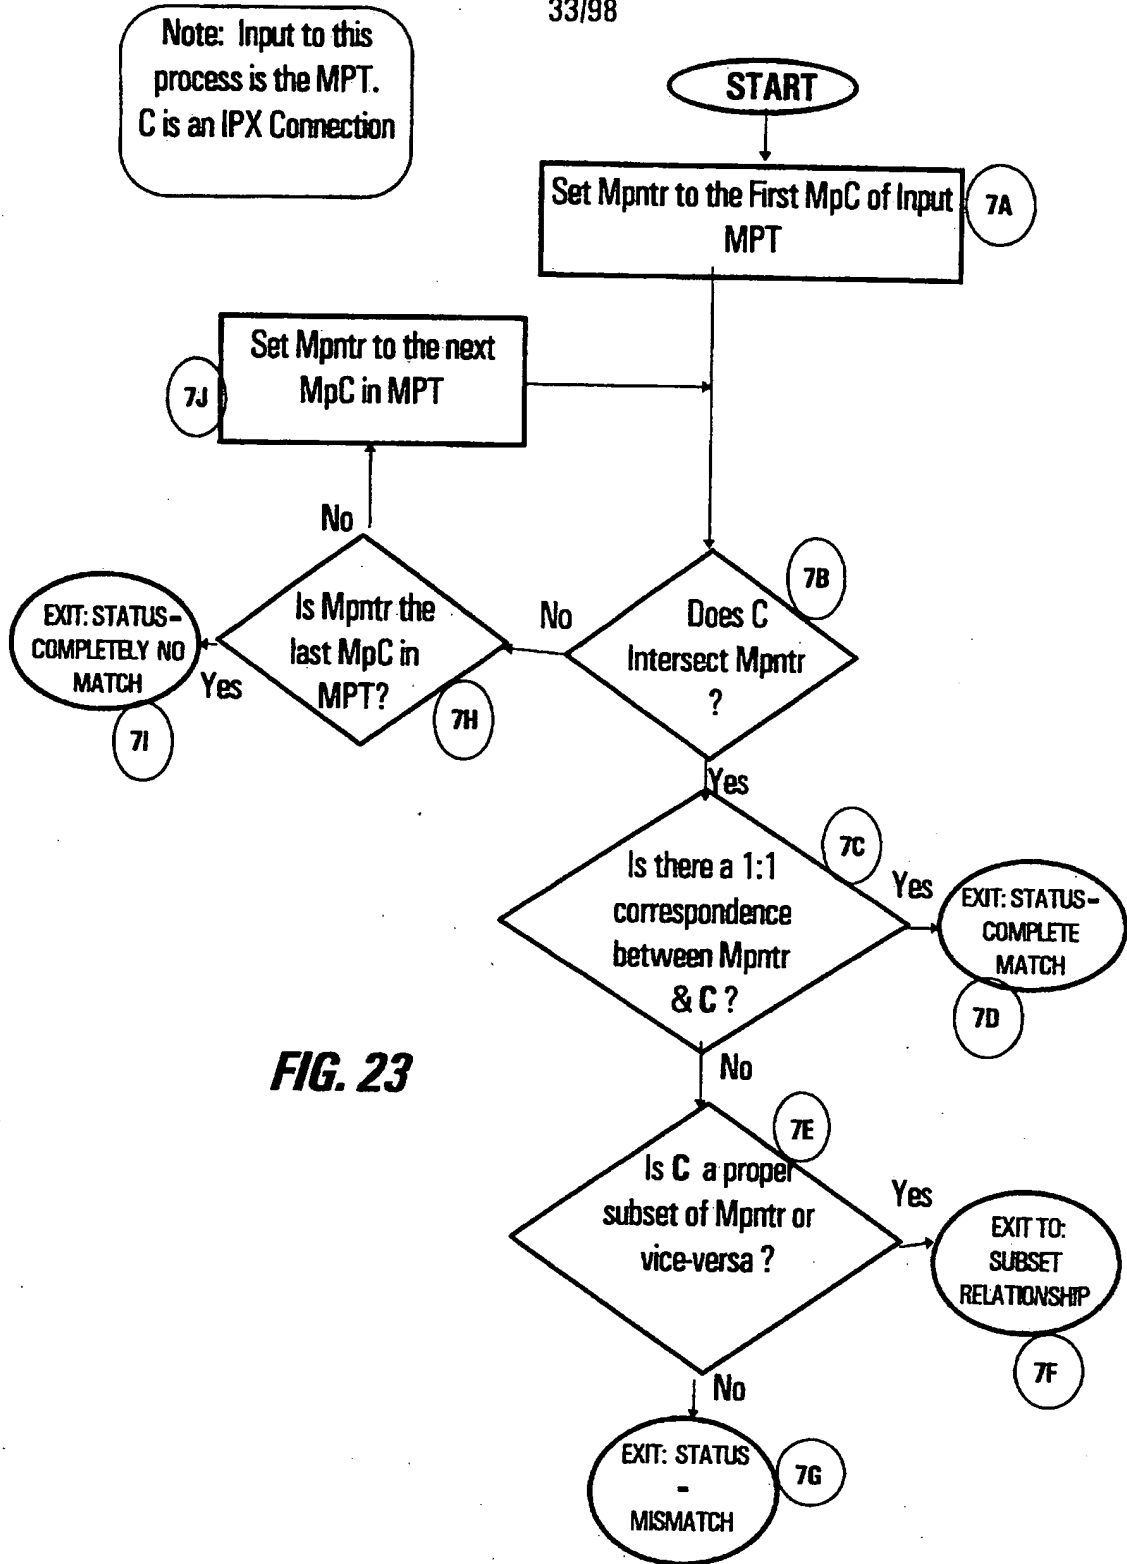 33/98
Note: Input to this
process is the MPT.
C is an IPX Connection
START
Set Mpntr to the First MpC of Input
MPT
7A
Set Mpntr to the next
MpC in MPT
7J
No
7B
Does C
Intersect Mpntr
?
No
Is Mpntr the
last MpC in
MPT?
7H
EXIT: STATUS-
COMPLETELY NO
MATCH
Yes
7I
Yes
7C
Is there a 1:1
correspondence
between Mpntr
& C ?
Yes
EXIT: STATUS-
COMPLETE
MATCH
7D
No
FIG. 23
7E
Is C a proper
subset of Mpntr or
vice-versa ?
Yes
EXIT TO:
SUBSET
RELATIONSHIP
7F
No
EXIT: STATUS
-
MISMATCH
7G